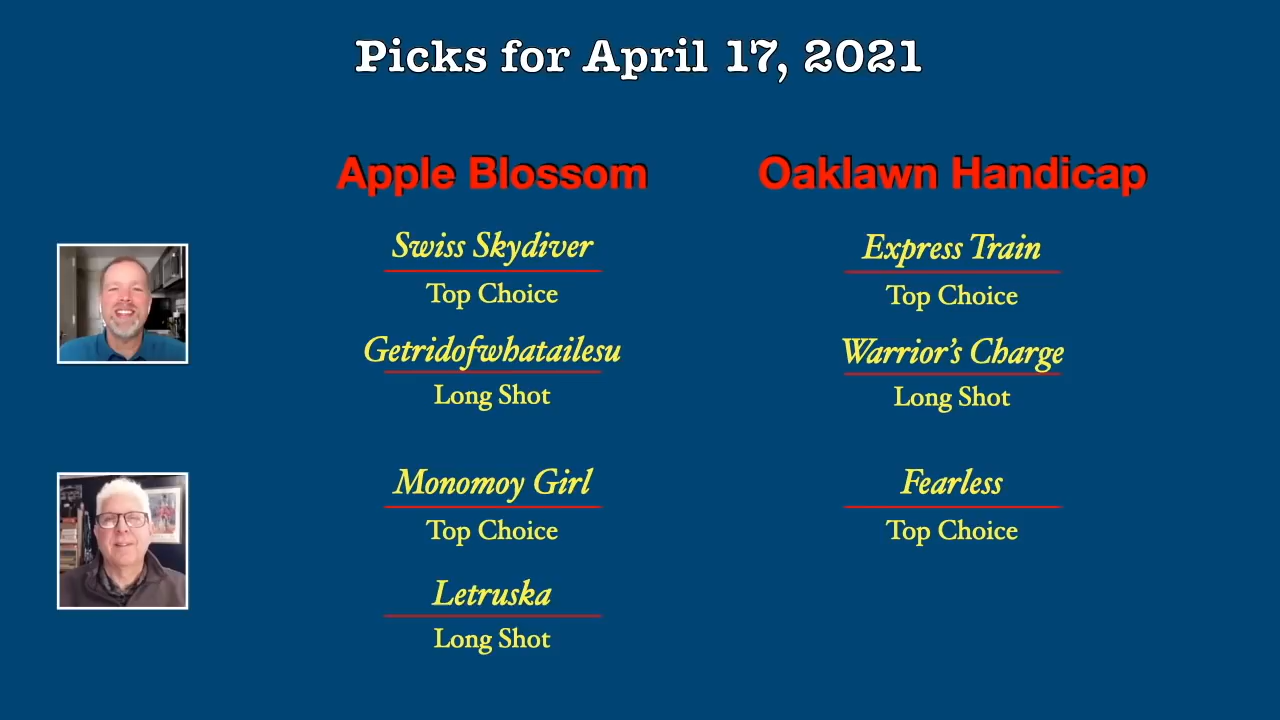 Picks for April 17, 2021
Apple Blossom
Oaklawn Handicap
Swiss Skydiver
Top Choice
Express Train
Top Choice
Getridofwhatailesu
Long Shot
Warrior's Charge
Long Shot
Monomoy Girl
Top Choice
Fearless
Top Choice
Letruska
Long Shot